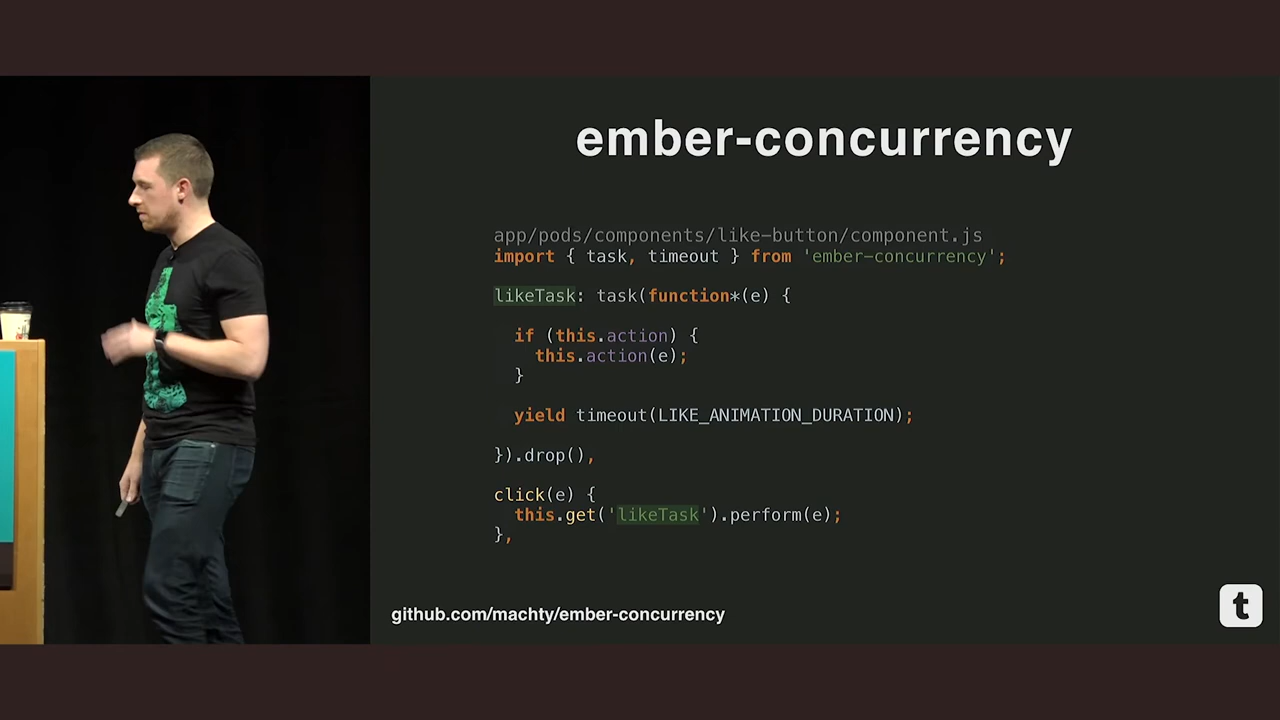 ember-concurrency
app/pods/components/like-button/component.js
import { task, timeout } from 'ember-concurrency';
likeTask: task(function*(e) {
if (this.action) {
this.action(e);
}
yield timeout(LIKE_ANIMATION_DURATION);
}).drop(),
click(e) {
this.get('likeTask').perform(e);
},
github.com/machty/ember-concurrency
t